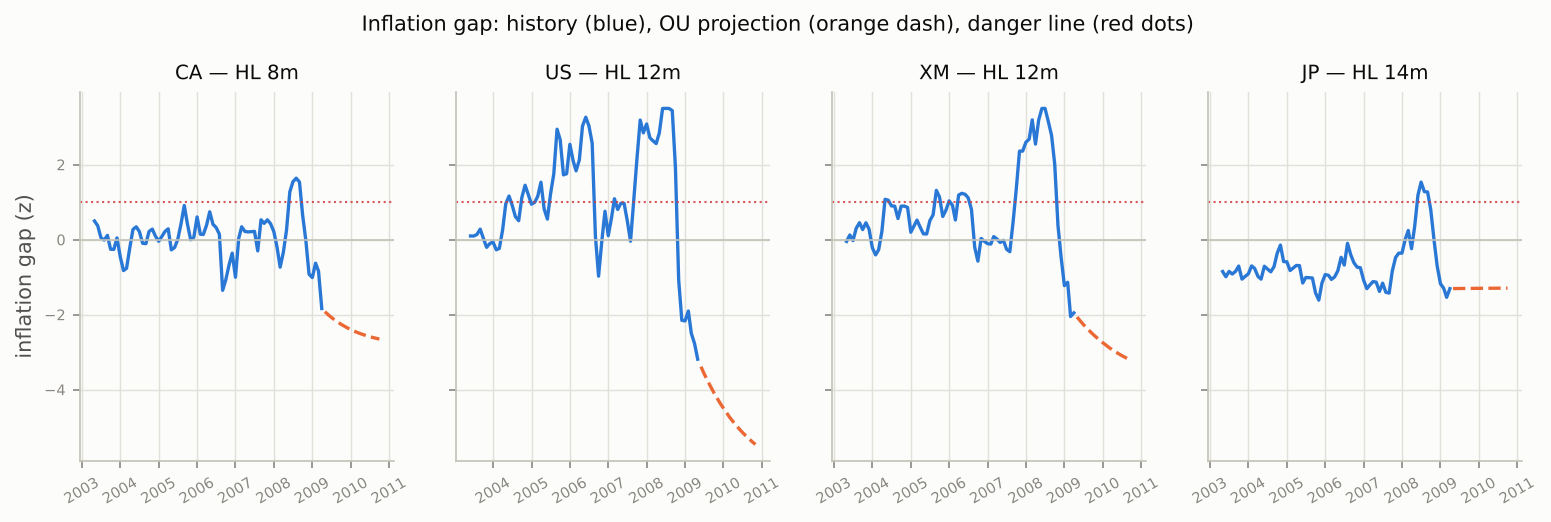 Inflation gap: history (blue), OU projection (orange dash), danger line (red dots)
CA — HL 8m
US — HL 12m
XM — HL 12m
JP — HL 14m
inflation gap (z)
2
0
−2
−4
2003 2004 2005 2006 2007 2008 2009 2010 2011
2004 2005 2006 2007 2008 2009 2010 2011
2003 2004 2005 2006 2007 2008 2009 2010 2011
2003 2004 2005 2006 2007 2008 2009 2010 2011